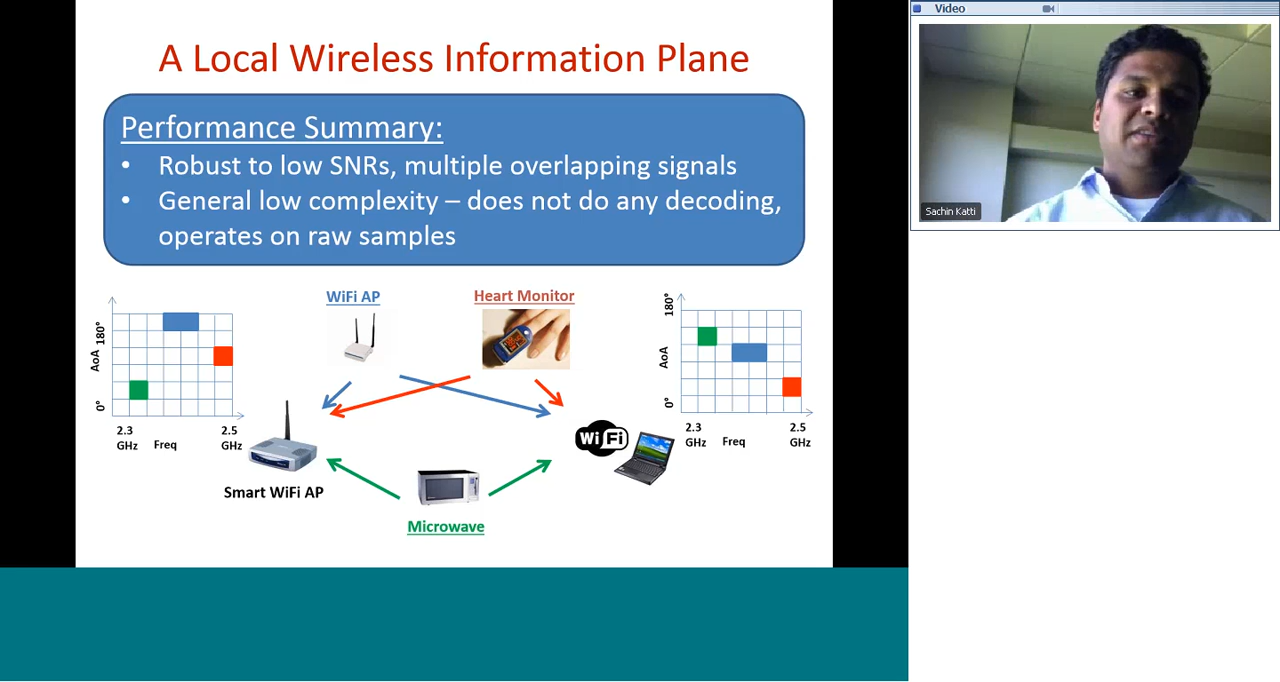 A Local Wireless Information Plane
Performance Summary:
• Robust to low SNRs, multiple overlapping signals
• General low complexity – does not do any decoding,
operates on raw samples
WiFi AP
Heart Monitor
AoA
180°
0°
2.3
GHz
Freq
2.5
GHz
Smart WiFi AP
Microwave
Wi Fi
AoA
180°
0°
2.3
GHz
Freq
2.5
GHz
Video
Sachin Katti